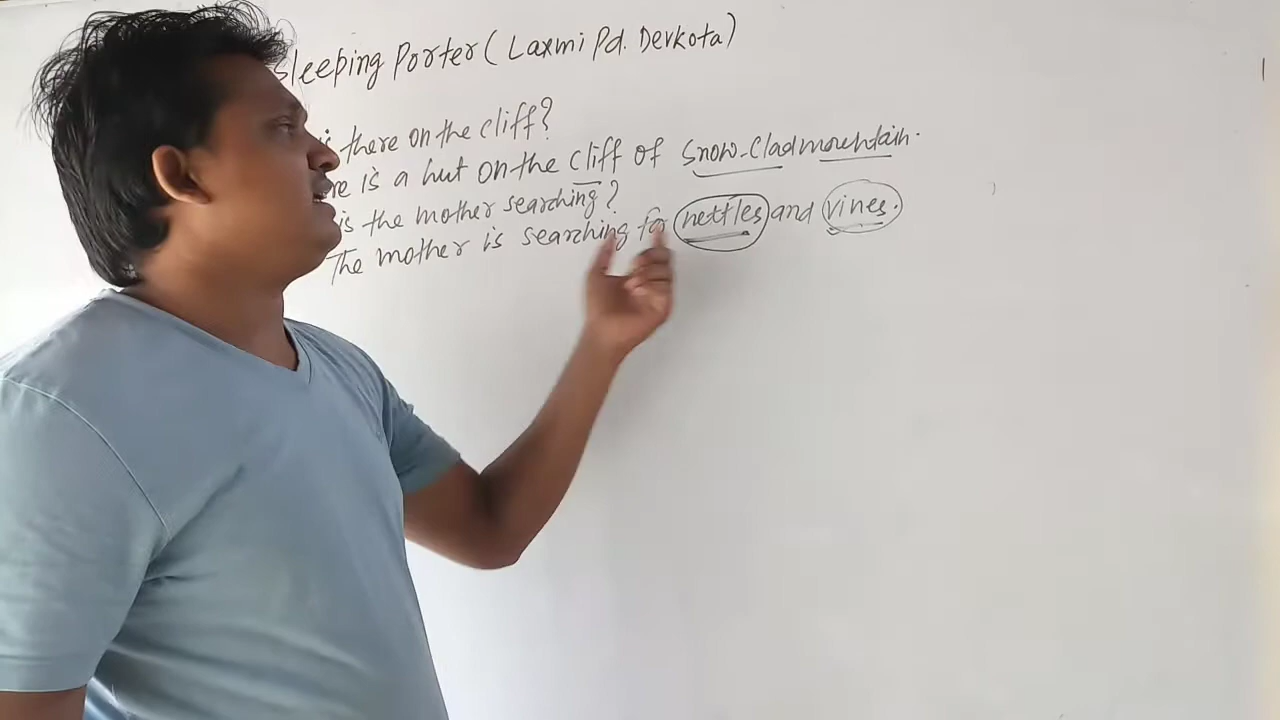 Sleeping Porter (Laxmi Pd. Devkota)
is there on the cliff?
is a hut on the cliff of snow-clad mountain.
is the mother searching?
The mother is searching for nettles and vines.